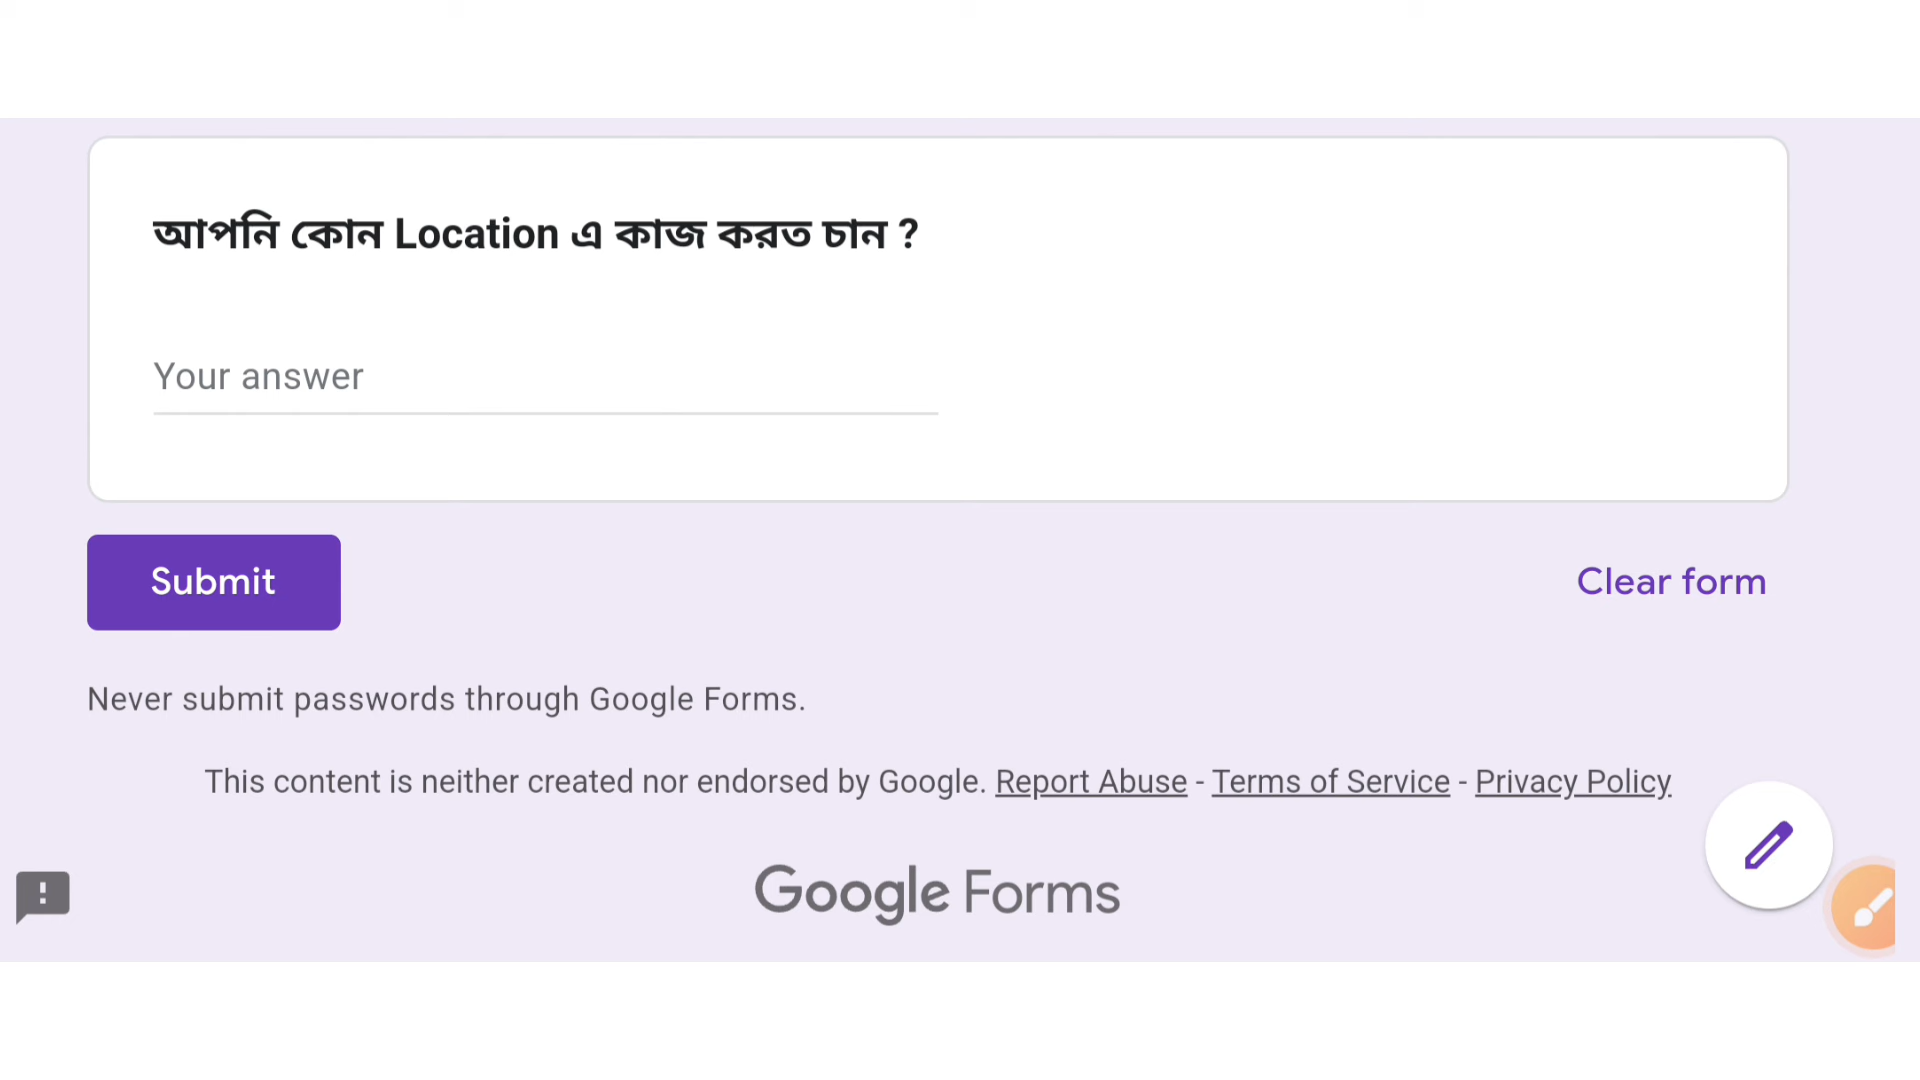 আপনি কোন Location এ কাজ করত চান ?
Your answer
Submit
Clear form
Never submit passwords through Google Forms.
This content is neither created nor endorsed by Google. Report Abuse - Terms of Service - Privacy Policy
Google Forms